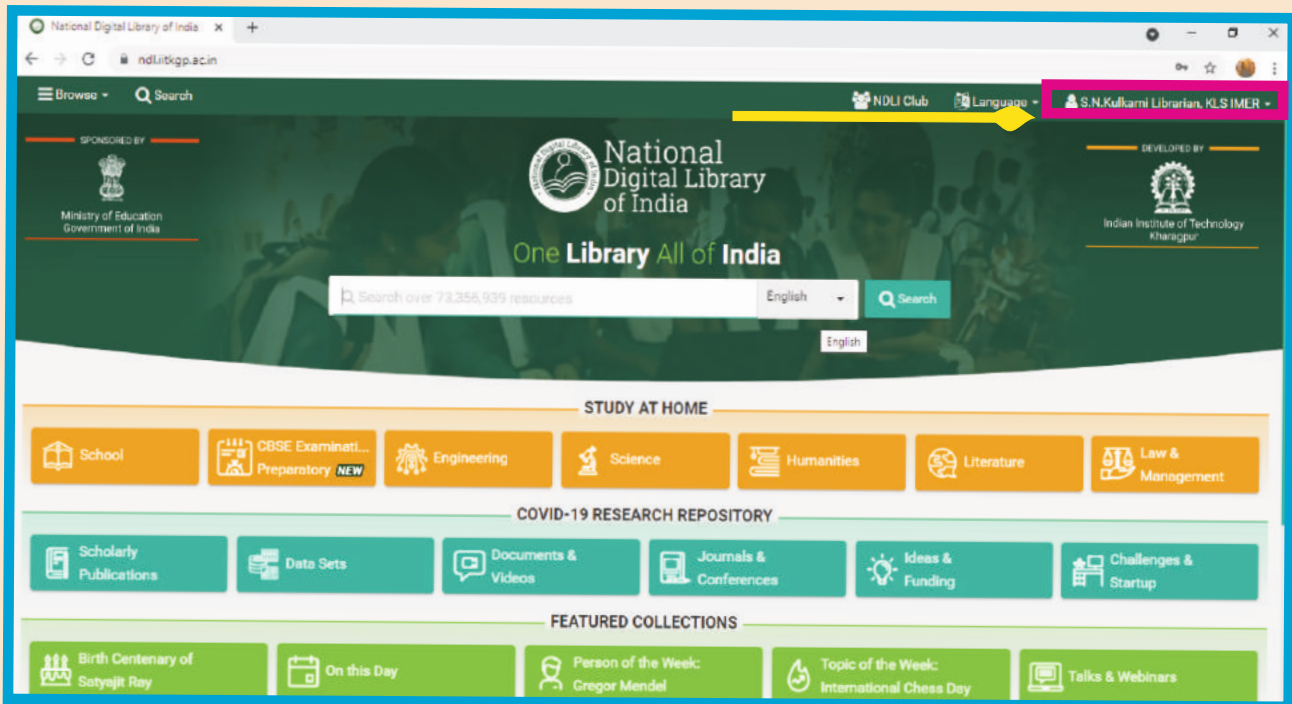 National Digital Library of India
ndl.iitkgp.ac.in
Browse
Search
NDLI Club
Language
S.N.Kulkarni Librarian, KLS IMER
SPONSORED BY
Ministry of Education
Government of India
National
Digital Library
of India
DEVELOPED BY
Indian Institute of Technology
Kharagpur
One Library All of India
Search over 73,356,939 resources
English
Search
English
STUDY AT HOME
School
CBSE Examinati...
Preparatory NEW
Engineering
Science
Humanities
Literature
Law &
Management
COVID-19 RESEARCH REPOSITORY
Scholarly
Publications
Data Sets
Documents &
Videos
Journals &
Conferences
Ideas &
Funding
Challenges &
Startup
FEATURED COLLECTIONS
Birth Centenary of
Satyajit Ray
On this Day
Person of the Week:
Gregor Mendel
Topic of the Week:
International Chess Day
Talks & Webinars